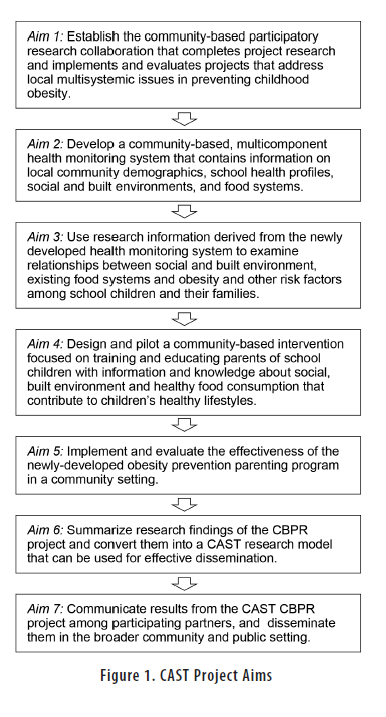 Aim 1: Establish the community-based participatory
research collaboration that completes project research
and implements and evaluates projects that address
local multisystemic issues in preventing childhood
obesity.
Aim 2: Develop a community-based, multicomponent
health monitoring system that contains information on
local community demographics, school health profiles,
social and built environments, and food systems.
Aim 3: Use research information derived from the newly
developed health monitoring system to examine
relationships between social and built environment,
existing food systems and obesity and other risk factors
among school children and their families.
Aim 4: Design and pilot a community-based intervention
focused on training and educating parents of school
children with information and knowledge about social,
built environment and healthy food consumption that
contribute to children's healthy lifestyles.
Aim 5: Implement and evaluate the effectiveness of the
newly-developed obesity prevention parenting program
in a community setting.
Aim 6: Summarize research findings of the CBPR
project and convert them into a CAST research model
that can be used for effective dissemination.
Aim 7: Communicate results from the CAST CBPR
project among participating partners, and disseminate
them in the broader community and public setting.
Figure 1. CAST Project Aims